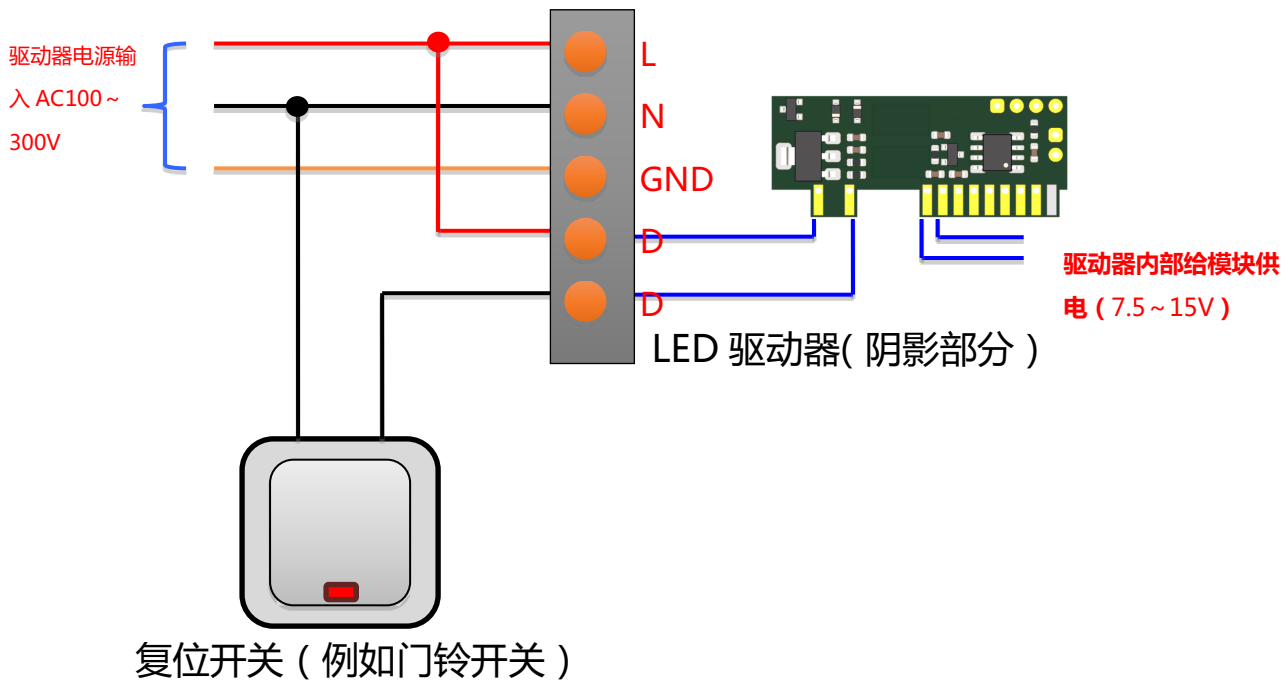 驱动器电源输
入 AC100~
300V
L
N
GND
D
D
驱动器内部给模块供
电（7.5~15V）
LED 驱动器(阴影部分）
复位开关（例如门铃开关）